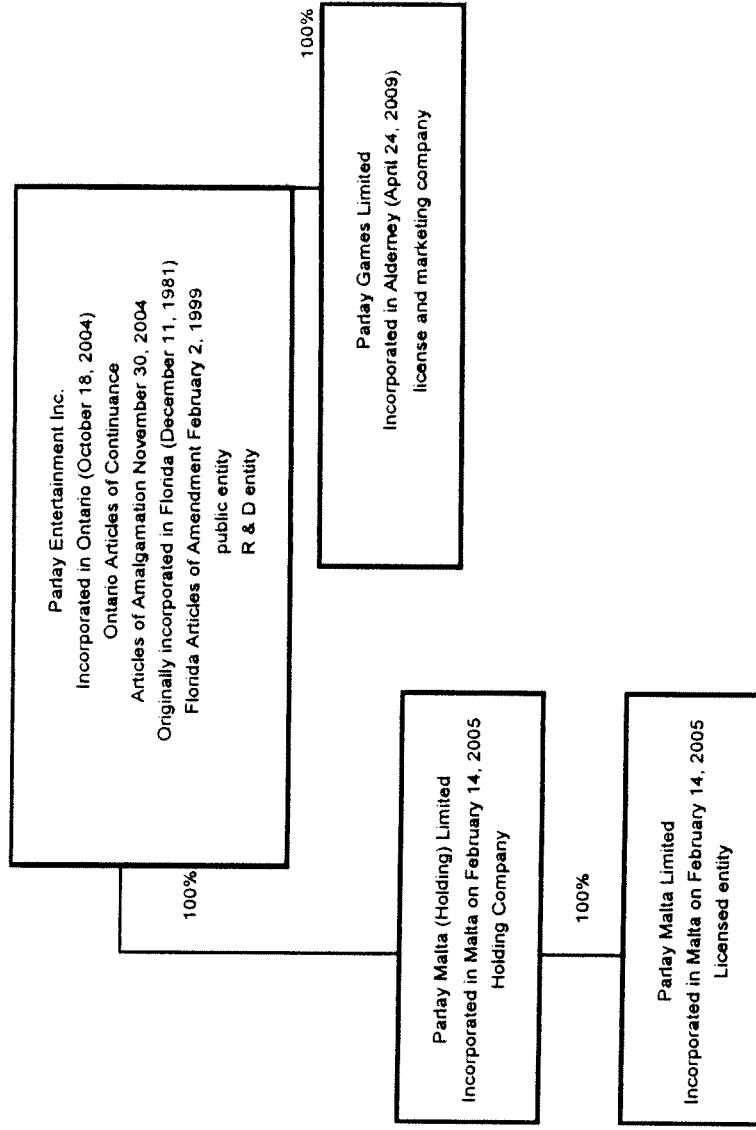 Parlay Entertainment Inc.
Incorporated in Ontario (October 18, 2004)
Ontario Articles of Continuance
Articles of Amalgamation November 30, 2004
Originally incorporated in Florida (December 11, 1981)
Florida Articles of Amendment February 2, 1999
public entity
R & D entity
100%
100%
Parlay Games Limited
Incorporated in Alderney (April 24, 2009)
license and marketing company
Parlay Malta (Holding) Limited
Incorporated in Malta on February 14, 2005
Holding Company
100%
Parlay Malta Limited
Incorporated in Malta on February 14, 2005
Licensed entity